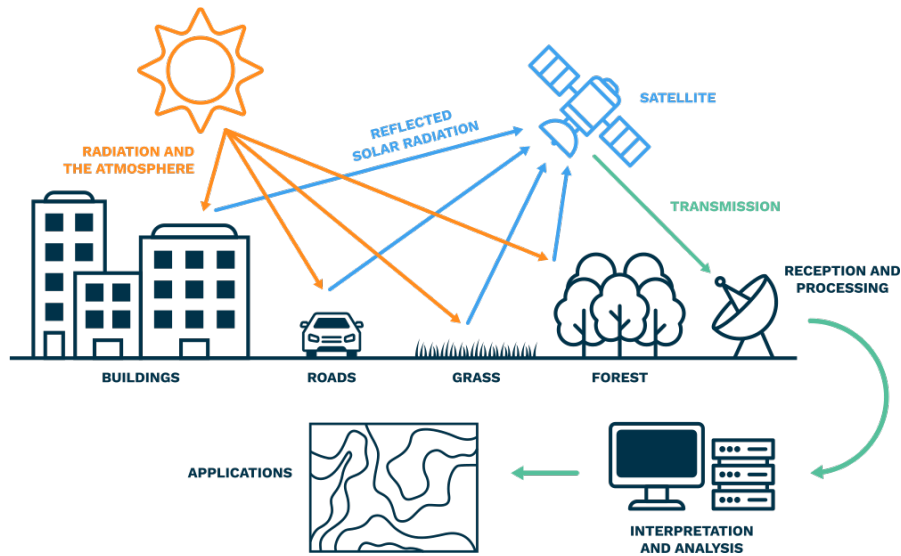 SATELLITE
REFLECTED
SOLAR RADIATION
RADIATION AND
THE ATMOSPHERE
TRANSMISSION
RECEPTION AND
PROCESSING
BUILDINGS
ROADS
GRASS
FOREST
APPLICATIONS
INTERPRETATION
AND ANALYSIS